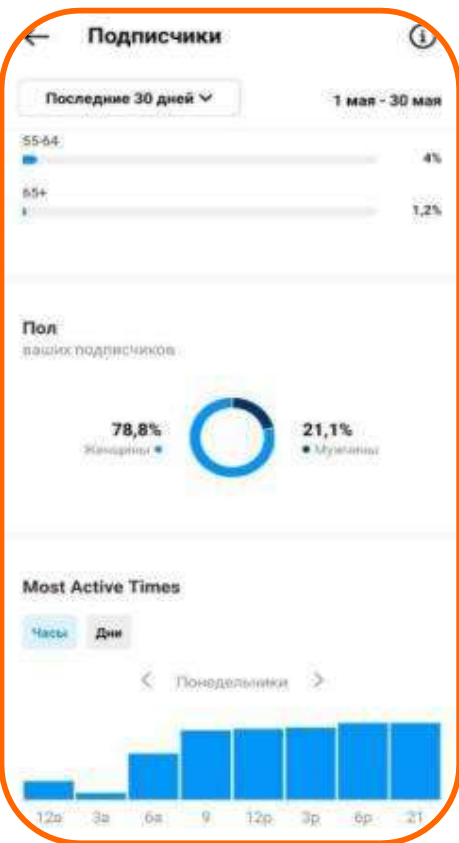 Подписчики
Последние 30 дней
1 мая - 30 мая
55-64
4%
65+
1,2%
Пол
ваших подписчиков
78,8%
21,1%
Женщины
Мужчины
Most Active Times
Часы Дни
Понедельники
12a 3a 6a 9 12p 3p 6p 21